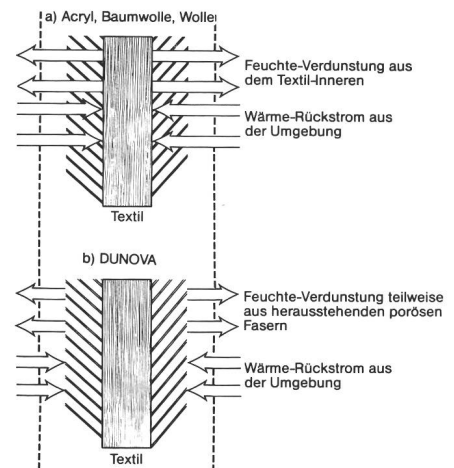 a) Acryl, Baumwolle, Wolle
Feuchte-Verdunstung aus
dem Textil-Inneren
Wärme-Rückstrom aus
der Umgebung
Textil
b) DUNOVA
Feuchte-Verdunstung teilweise
aus herausstehenden porösen
Fasern
Wärme-Rückstrom aus
der Umgebung
Textil